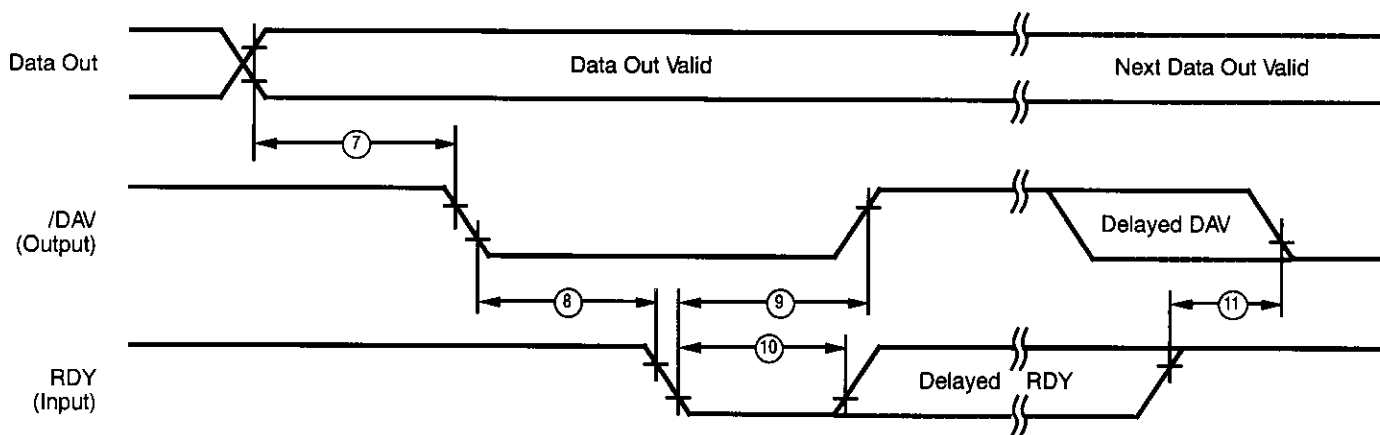 Data Out
Data Out Valid
Next Data Out Valid
7
/DAV
(Output)
Delayed DAV
8
9
11
10
RDY
(Input)
Delayed RDY